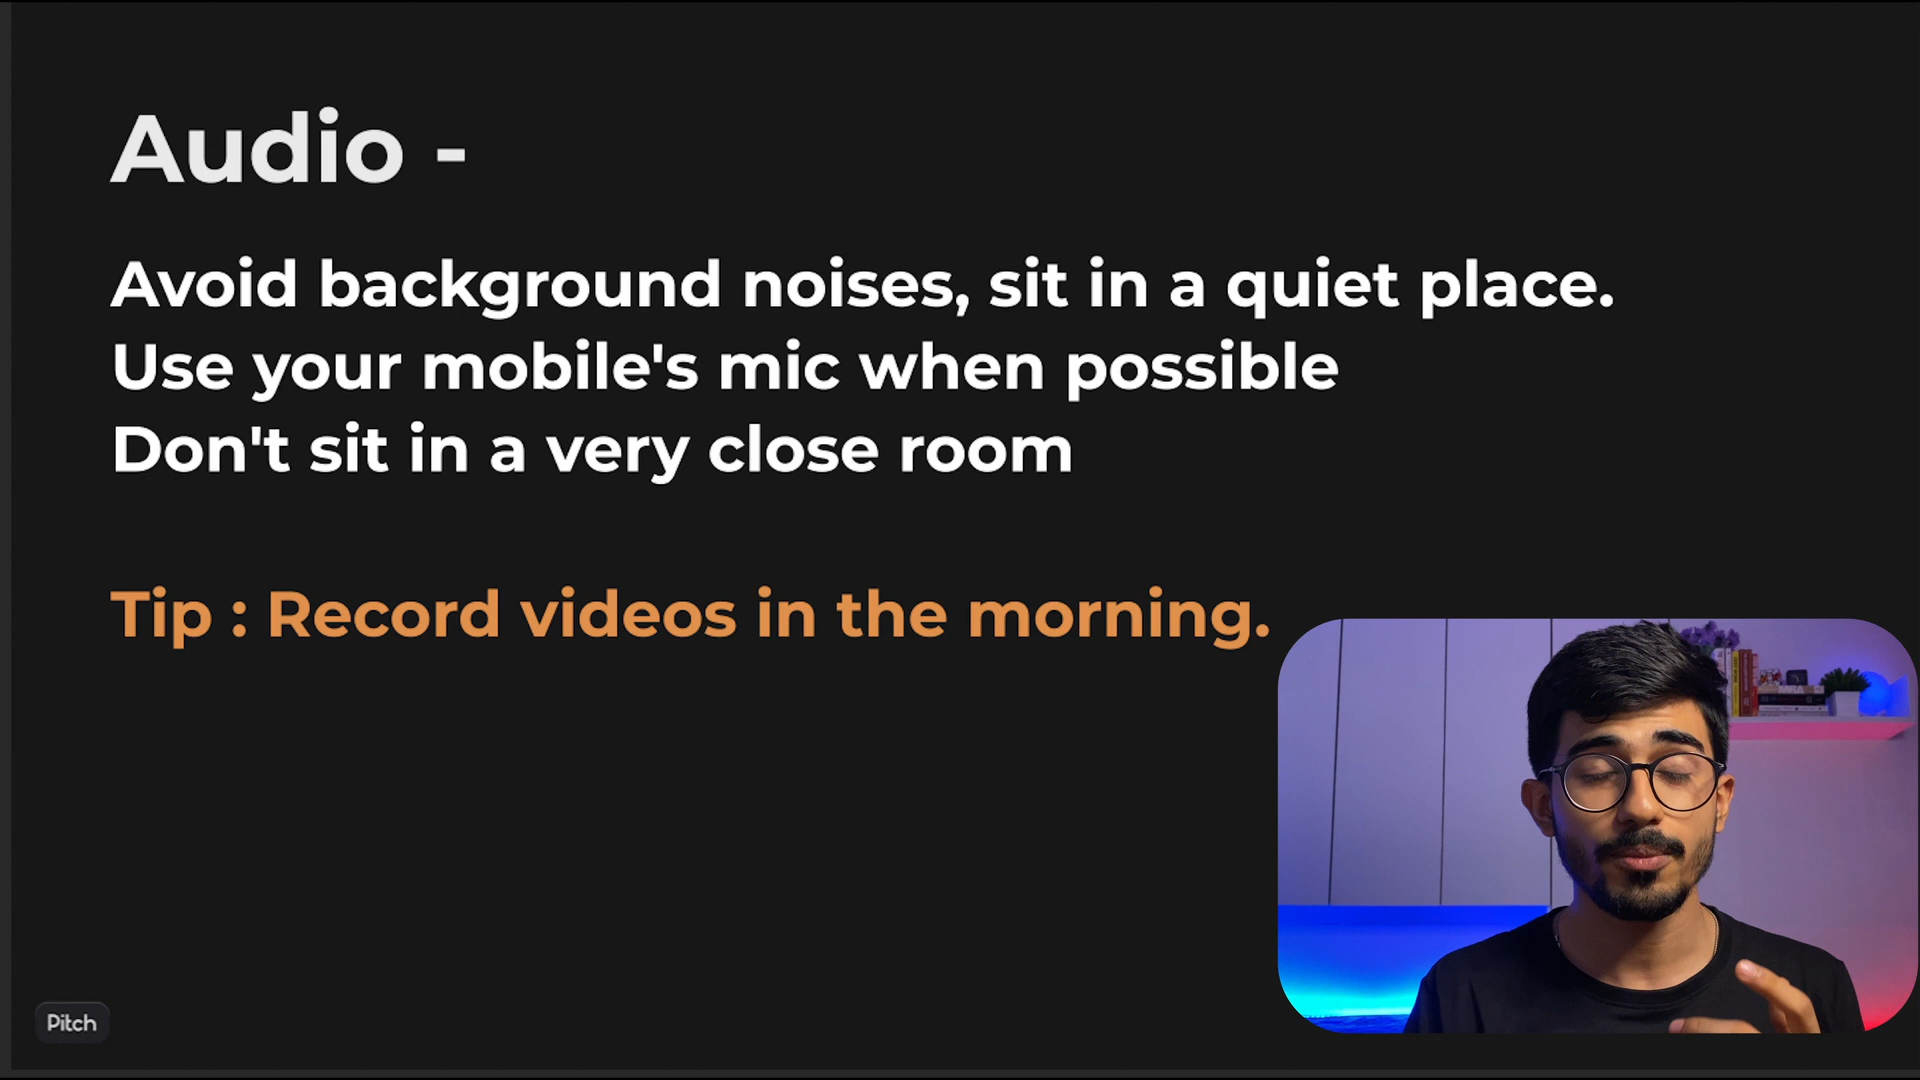 Audio -
Avoid background noises, sit in a quiet place.
Use your mobile's mic when possible
Don't sit in a very close room
Tip : Record videos in the morning.
Pitch